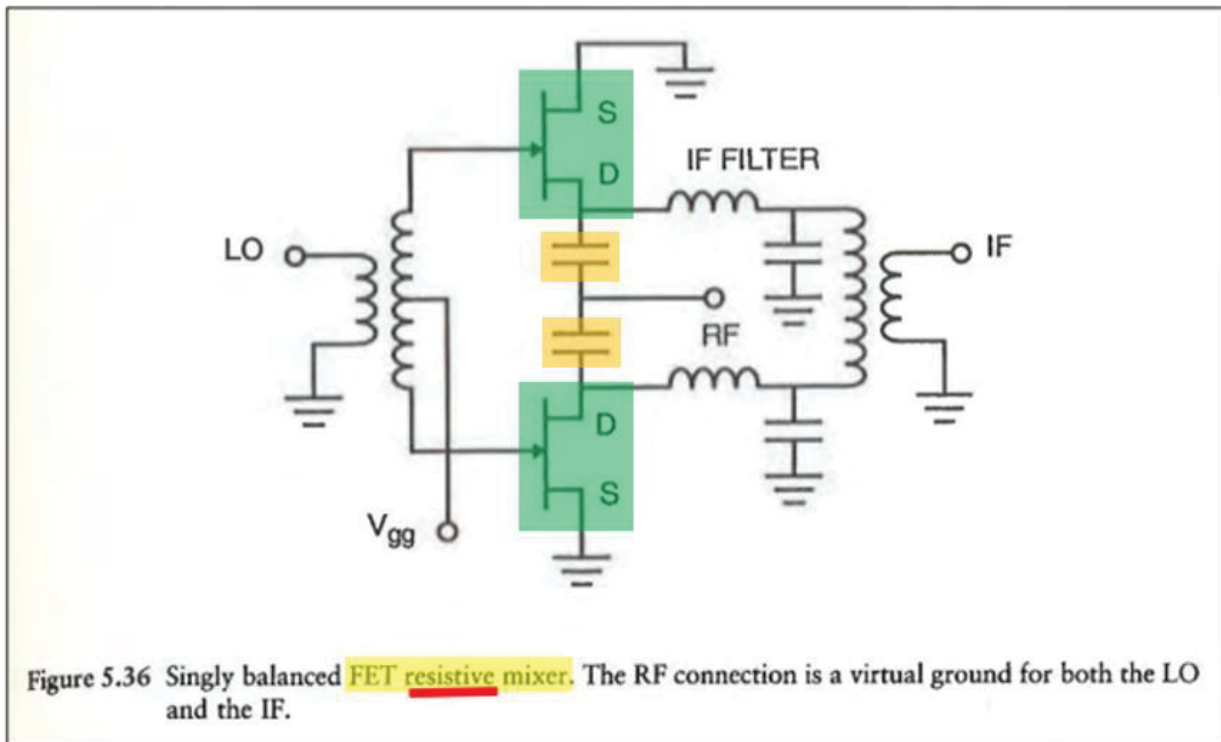 S
D
IF FILTER
LO
IF
RF
D
S
Vgg
Figure 5.36 Singly balanced FET resistive mixer. The RF connection is a virtual ground for both the LO
and the IF.